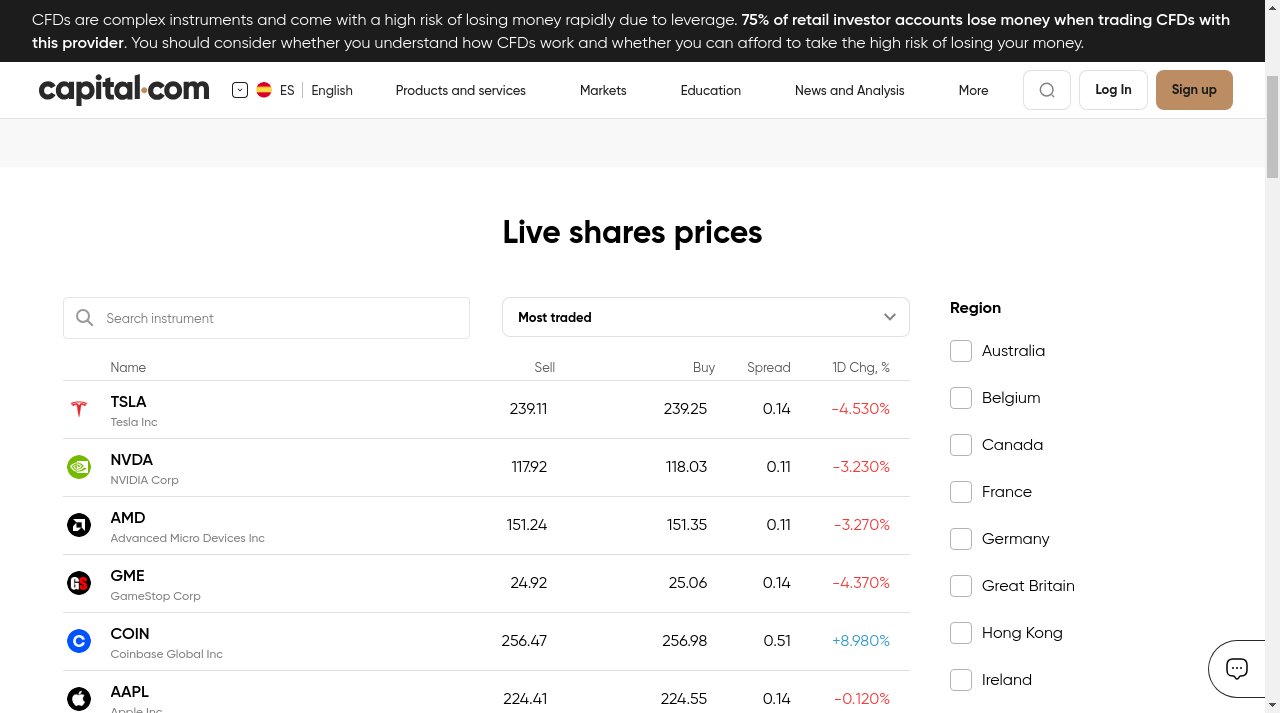 CFDs are complex instruments and come with a high risk of losing money rapidly due to leverage. 75% of retail investor accounts lose money when trading CFDs with
this provider. You should consider whether you understand how CFDs work and whether you can afford to take the high risk of losing your money.
capital.com
ES English Products and services Markets Education News and Analysis More Log In Sign up
Live shares prices
Search instrument
Most traded
Name Sell Buy Spread 1D Chg, %
TSLA
Tesla Inc
239.11 239.25 0.14 -4.530%
NVDA
NVIDIA Corp
117.92 118.03 0.11 -3.230%
AMD
Advanced Micro Devices Inc
151.24 151.35 0.11 -3.270%
GS
GME
GameStop Corp
24.92 25.06 0.14 -4.370%
COIN
Coinbase Global Inc
256.47 256.98 0.51 +8.980%
AAPL
Apple Inc
224.41 224.55 0.14 -0.120%
Region
Australia
Belgium
Canada
France
Germany
Great Britain
Hong Kong
Ireland